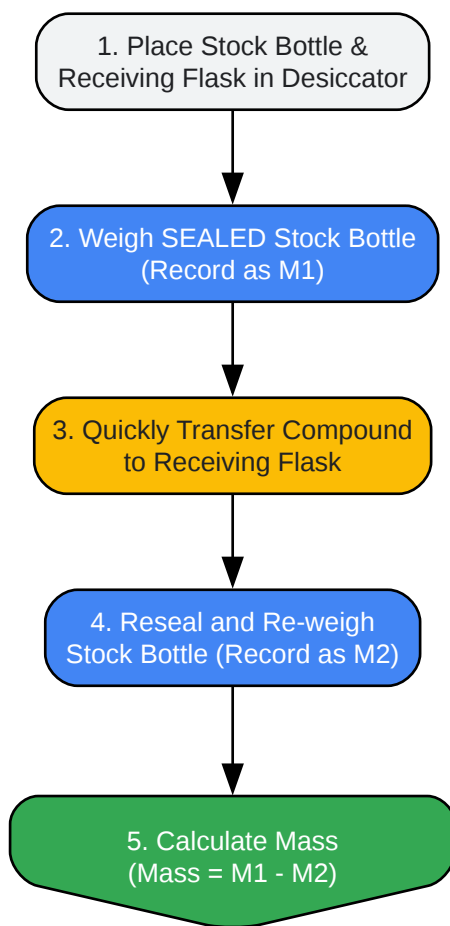 1. Place Stock Bottle &
Receiving Flask in Desiccator
2. Weigh SEALED Stock Bottle
(Record as M1)
3. Quickly Transfer Compound
to Receiving Flask
4. Reseal and Re-weigh
Stock Bottle (Record as M2)
5. Calculate Mass
(Mass = M1 - M2)